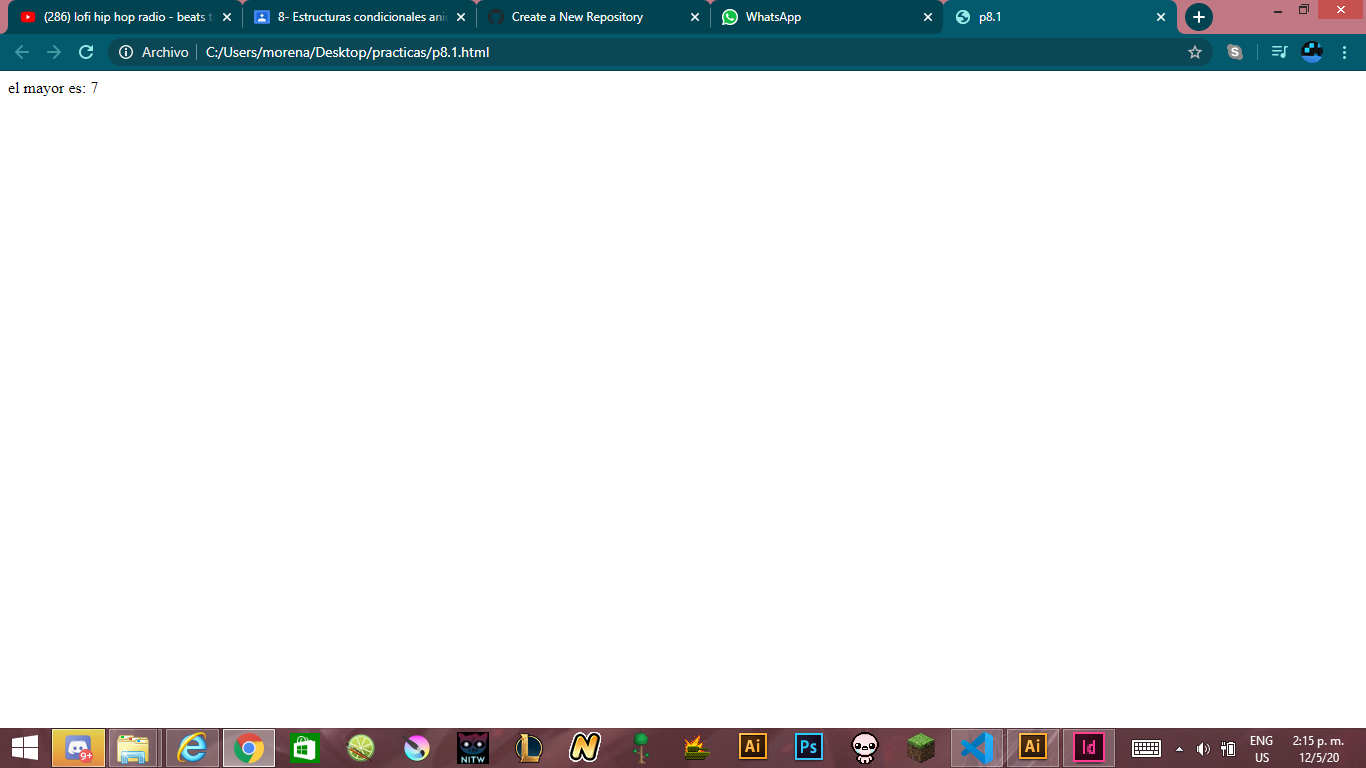 (286) lofi hip hop radio - beats t
8- Estructuras condicionales ani
Create a New Repository
WhatsApp
p8.1
Archivo
C:/Users/morena/Desktop/practicas/p8.1.html
el mayor es: 7
9+
NITW
L
N
Ai
Ps
Ai
Id
ENG
US
2:15 p. m.
12/5/20